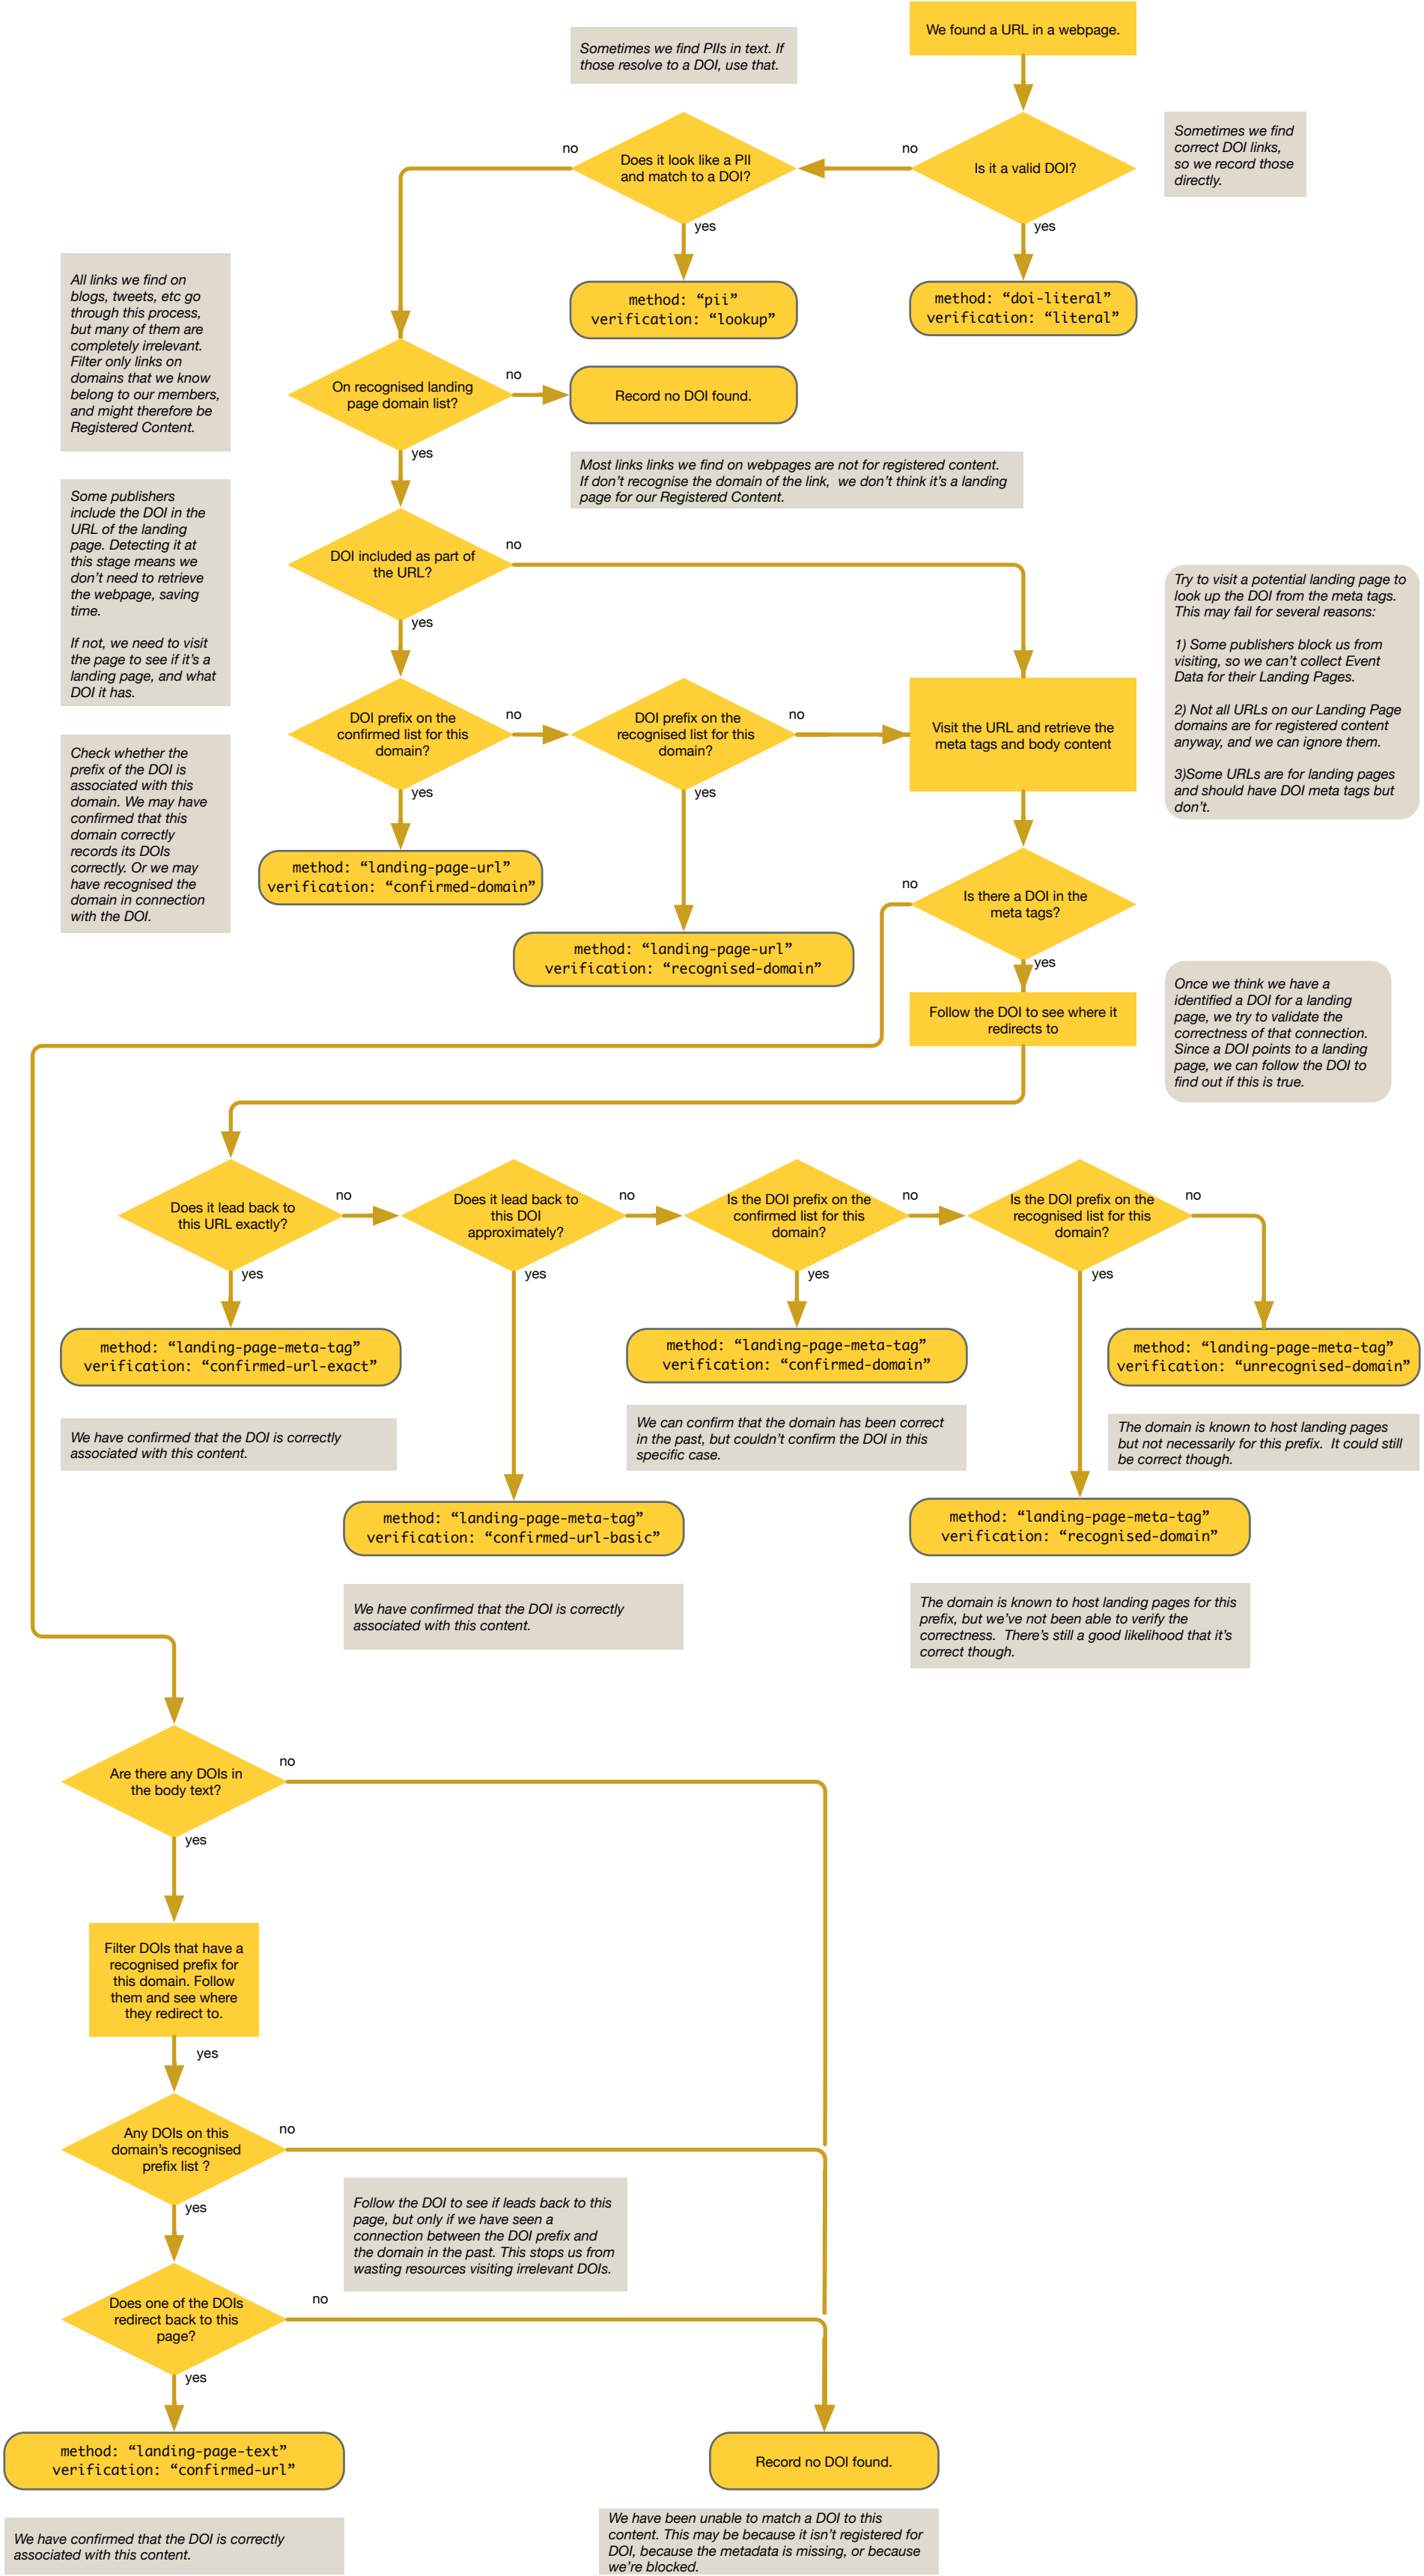 We found a URL in a webpage.
Sometimes we find PIIs in text. If
those resolve to a DOI, use that.
Sometimes we find
correct DOI links,
so we record those
directly.
Is it a valid DOI?
no
yes
Does it look like a PII
and match to a DOI?
no
yes
method: “pii”
verification: “lookup”
method: “doi-literal”
verification: “literal”
All links we find on
blogs, tweets, etc go
through this process,
but many of them are
completely irrelevant.
Filter only links on
domains that we know
belong to our members,
and might therefore be
Registered Content.
On recognised landing
page domain list?
no
yes
Record no DOI found.
Most links links we find on webpages are not for registered content.
If don’t recognise the domain of the link,  we don’t think it’s a landing
page for our Registered Content.
Some publishers
include the DOI in the
URL of the landing
page. Detecting it at
this stage means we
don’t need to retrieve
the webpage, saving
time.
If not, we need to visit
the page to see if it’s a
landing page, and what
DOI it has.
DOI included as part of
the URL?
no
yes
Try to visit a potential landing page to
look up the DOI from the meta tags.
This may fail for several reasons:
1) Some publishers block us from
visiting, so we can’t collect Event
Data for their Landing Pages.
2) Not all URLs on our Landing Page
domains are for registered content
anyway, and we can ignore them.
3)Some URLs are for landing pages
and should have DOI meta tags but
don’t.
DOI prefix on the
confirmed list for this
domain?
no
yes
DOI prefix on the
recognised list for this
domain?
no
yes
Visit the URL and retrieve the
meta tags and body content
Check whether the
prefix of the DOI is
associated with this
domain. We may have
confirmed that this
domain correctly
records its DOIs
correctly. Or we may
have recognised the
domain in connection
with the DOI.
method: “landing-page-url”
verification: “confirmed-domain”
method: “landing-page-url”
verification: “recognised-domain”
Is there a DOI in the
meta tags?
no
yes
Follow the DOI to see where it
redirects to
Once we think we have a
identified a DOI for a landing
page, we try to validate the
correctness of that connection.
Since a DOI points to a landing
page, we can follow the DOI to
find out if this is true.
Does it lead back to
this URL exactly?
no
yes
Does it lead back to
this DOI
approximately?
no
yes
Is the DOI prefix on the
confirmed list for this
domain?
no
yes
Is the DOI prefix on the
recognised list for this
domain?
no
yes
method: “landing-page-meta-tag”
verification: “confirmed-url-exact”
method: “landing-page-meta-tag”
verification: “confirmed-domain”
method: “landing-page-meta-tag”
verification: “unrecognised-domain”
We have confirmed that the DOI is correctly
associated with this content.
We can confirm that the domain has been correct
in the past, but couldn’t confirm the DOI in this
specific case.
The domain is known to host landing pages
but not necessarily for this prefix.  It could still
be correct though.
method: “landing-page-meta-tag”
verification: “confirmed-url-basic”
method: “landing-page-meta-tag”
verification: “recognised-domain”
We have confirmed that the DOI is correctly
associated with this content.
The domain is known to host landing pages for this
prefix, but we’ve not been able to verify the
correctness.  There’s still a good likelihood that it’s
correct though.
Are there any DOIs in
the body text?
no
yes
Filter DOIs that have a
recognised prefix for
this domain. Follow
them and see where
they redirect to.
yes
Any DOIs on this
domain’s recognised
prefix list ?
no
yes
Follow the DOI to see if leads back to this
page, but only if we have seen a
connection between the DOI prefix and
the domain in the past. This stops us from
wasting resources visiting irrelevant DOIs.
Does one of the DOIs
redirect back to this
page?
no
yes
method: “landing-page-text”
verification: “confirmed-url”
Record no DOI found.
We have confirmed that the DOI is correctly
associated with this content.
We have been unable to match a DOI to this
content. This may be because it isn’t registered for
DOI, because the metadata is missing, or because
we’re blocked.